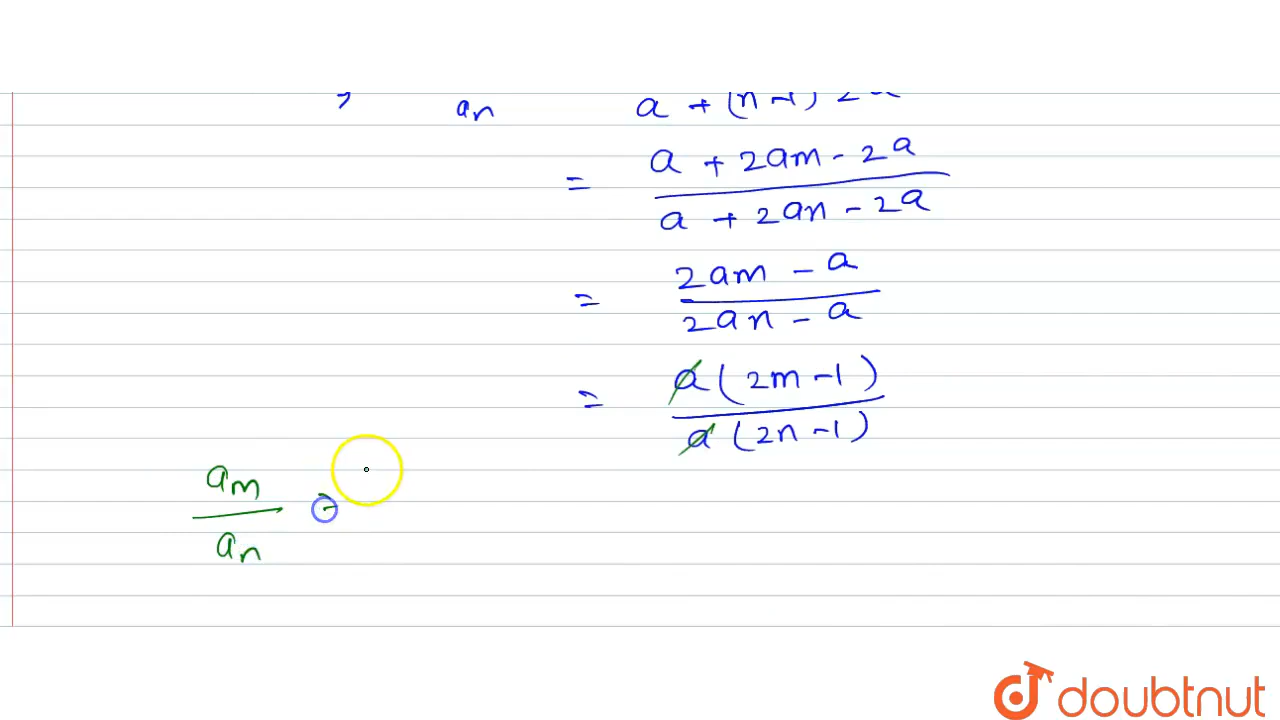 an a + (n-1) 2a
= a + 2am - 2a
a + 2an - 2a
= 2am - a
2an - a
= a(2m-1)
a(2n-1)
am
an =
doubtnut